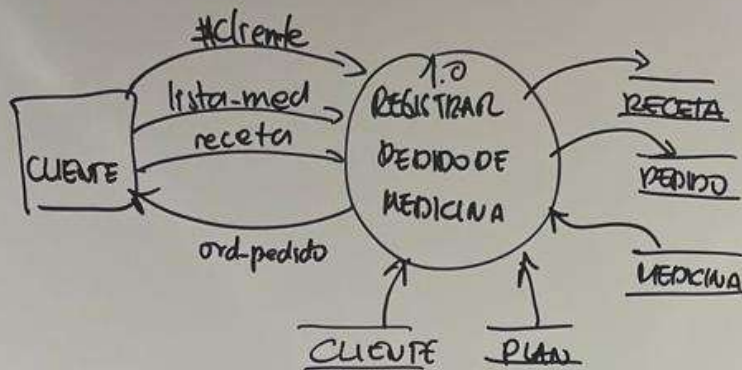 #Cliente
lista-med
receta
CLIENTE
ord-pedido
1.0
REGISTRAR
PEDIDO DE
MEDICINA
RECETA
PEDIDO
MEDICINA
CLIENTE
PLAN